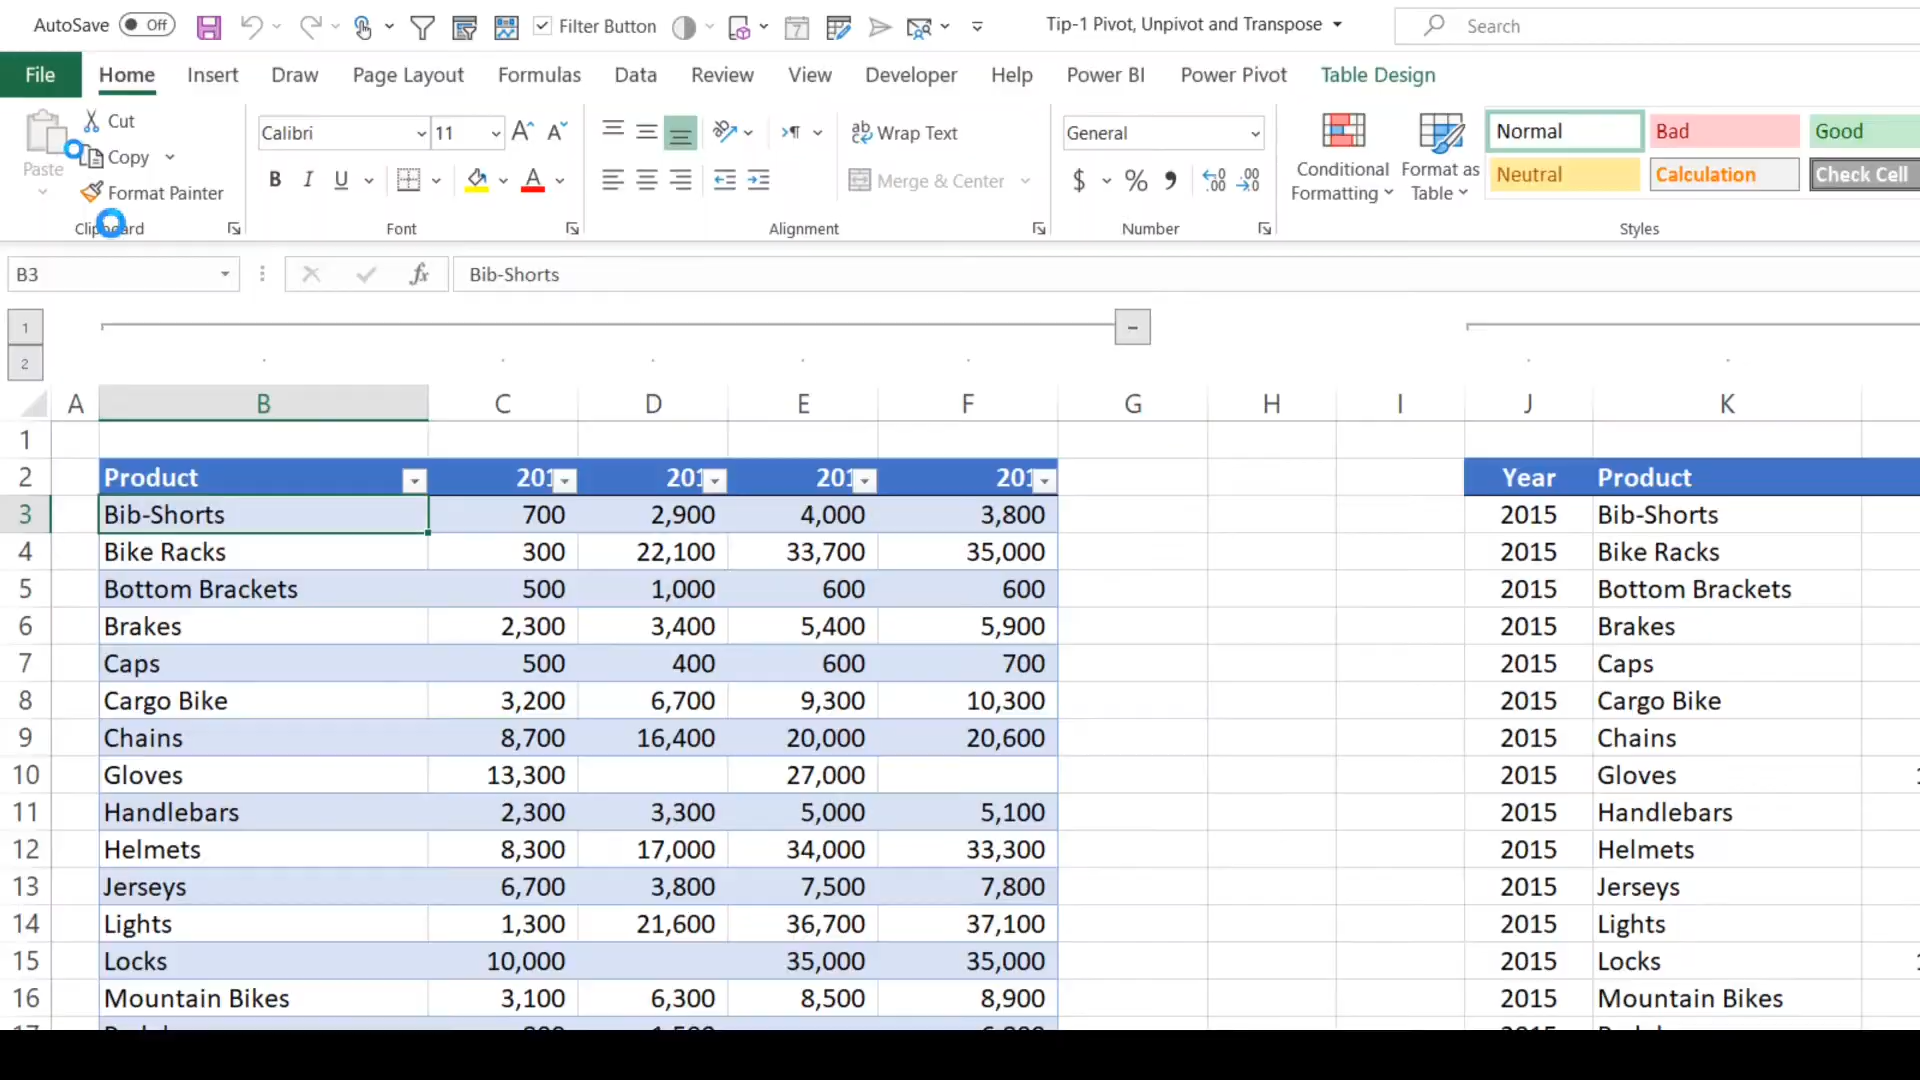 AutoSave Off Filter Button 7 Tip-1 Pivot, Unpivot and Transpose Search
File Home Insert Draw Page Layout Formulas Data Review View Developer Help Power BI Power Pivot Table Design
Paste
Cut
Copy
Format Painter
Clipboard
Calibri 11
B I U
Font
Wrap Text
Merge & Center
Alignment
General
$ % 9
Number
Conditional Formatting
Format as Table
Normal Bad Good
Neutral Calculation Check Cell
Styles
B3 fx Bib-Shorts
1
2
A B C D E F G H I J K
1
2 Product 201 201 201 201 Year Product
3 Bib-Shorts 700 2,900 4,000 3,800 2015 Bib-Shorts
4 Bike Racks 300 22,100 33,700 35,000 2015 Bike Racks
5 Bottom Brackets 500 1,000 600 600 2015 Bottom Brackets
6 Brakes 2,300 3,400 5,400 5,900 2015 Brakes
7 Caps 500 400 600 700 2015 Caps
8 Cargo Bike 3,200 6,700 9,300 10,300 2015 Cargo Bike
9 Chains 8,700 16,400 20,000 20,600 2015 Chains
10 Gloves 13,300 27,000 2015 Gloves
11 Handlebars 2,300 3,300 5,000 5,100 2015 Handlebars
12 Helmets 8,300 17,000 34,000 33,300 2015 Helmets
13 Jerseys 6,700 3,800 7,500 7,800 2015 Jerseys
14 Lights 1,300 21,600 36,700 37,100 2015 Lights
15 Locks 10,000 35,000 35,000 2015 Locks
16 Mountain Bikes 3,100 6,300 8,500 8,900 2015 Mountain Bikes